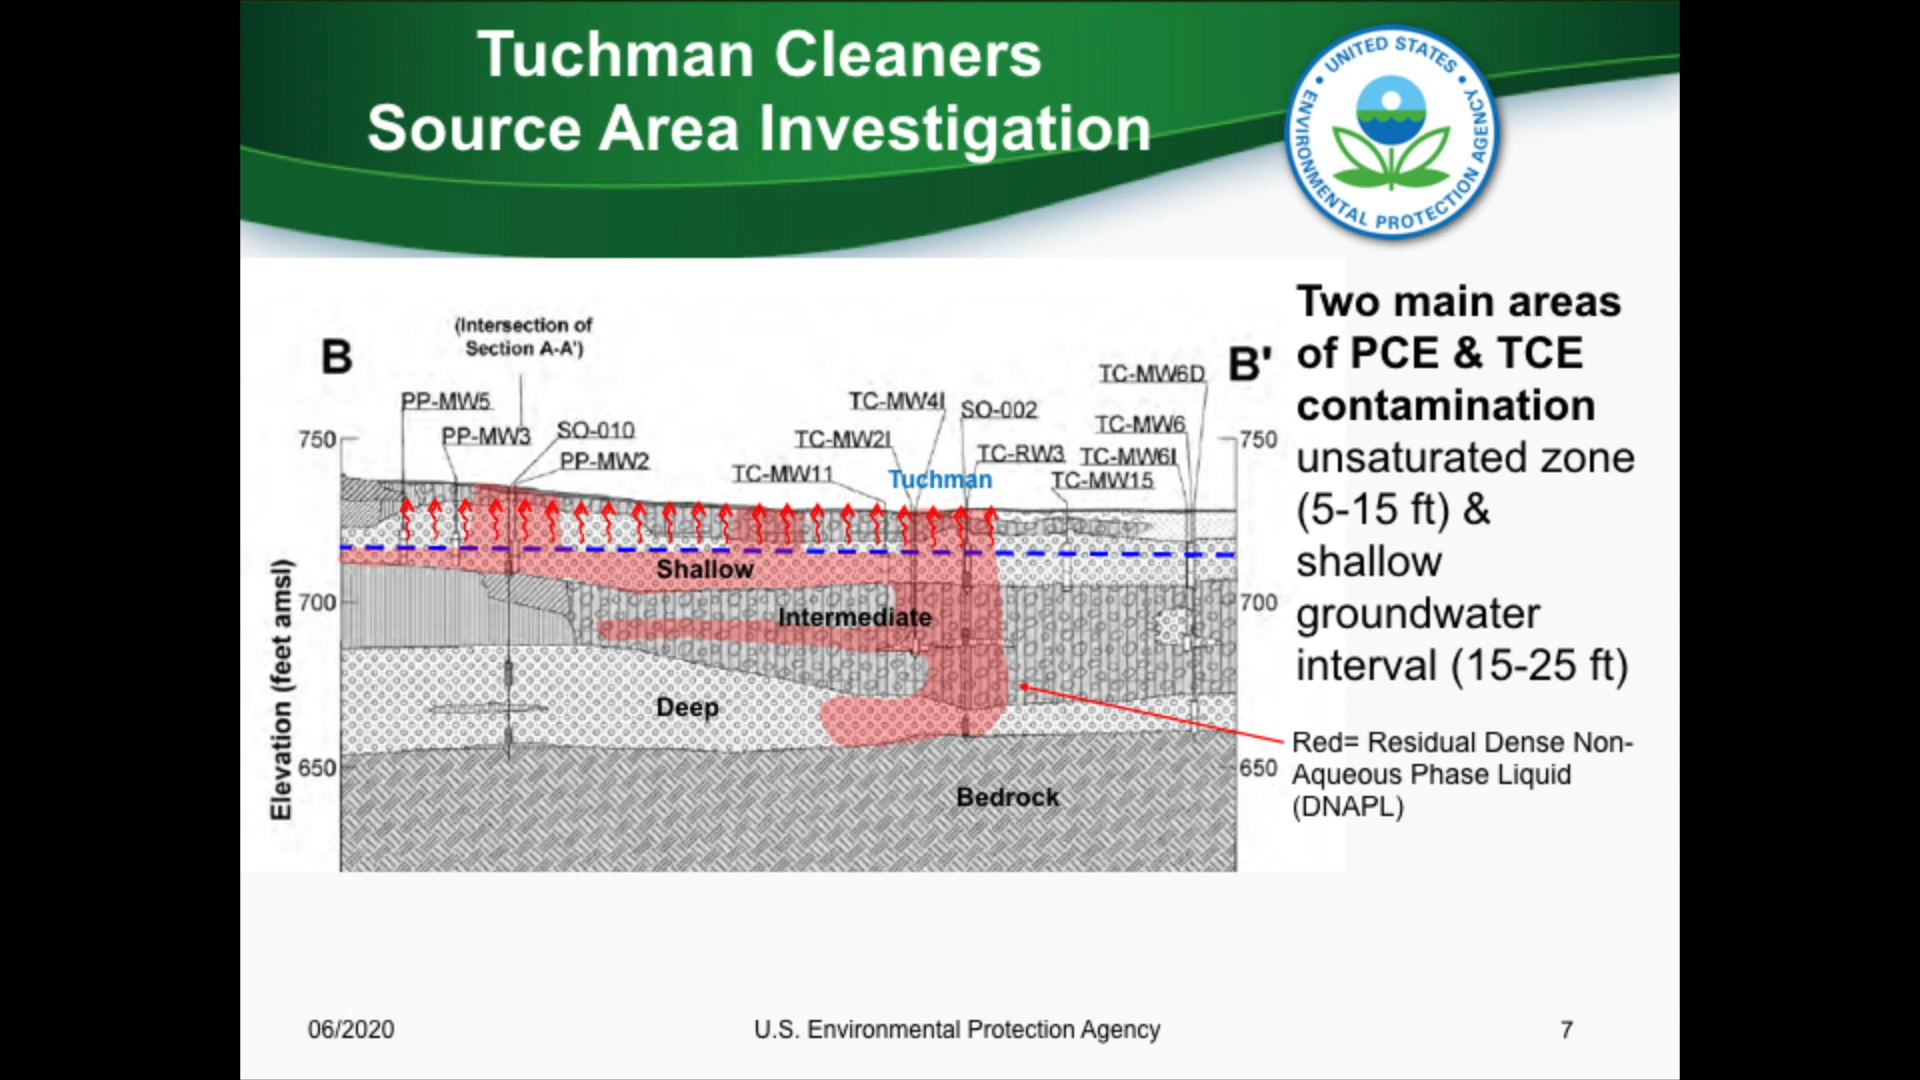 Tuchman Cleaners
Source Area Investigation
UNITED STATES
ENVIRONMENTAL PROTECTION AGENCY
Two main areas
of PCE & TCE
contamination
unsaturated zone
(5-15 ft) &
shallow
groundwater
interval (15-25 ft)
(Intersection of
Section A-A')
B
B'
PP-MW5
PP-MW3
SO-010
PP-MW2
TC-MW11
TC-MW2I
TC-MW4I
SO-002
TC-RW3
Tuchman
TC-MW15
TC-MW6I
TC-MW6
TC-MW6D
750
700
650
750
700
650
Elevation (feet amsl)
Shallow
Intermediate
Deep
Bedrock
Red= Residual Dense Non-
Aqueous Phase Liquid
(DNAPL)
06/2020
U.S. Environmental Protection Agency
7